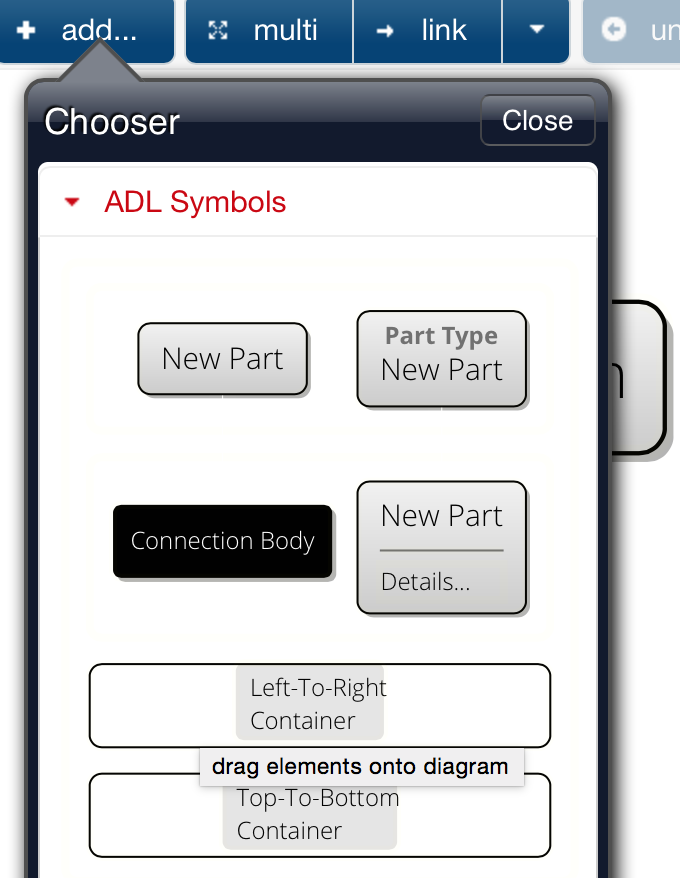 add...
multi
link
un
Chooser
Close
ADL Symbols
New Part
Part Type
New Part
Connection Body
New Part
Details...
Left-To-Right
Container
drag elements onto diagram
Top-To-Bottom
Container